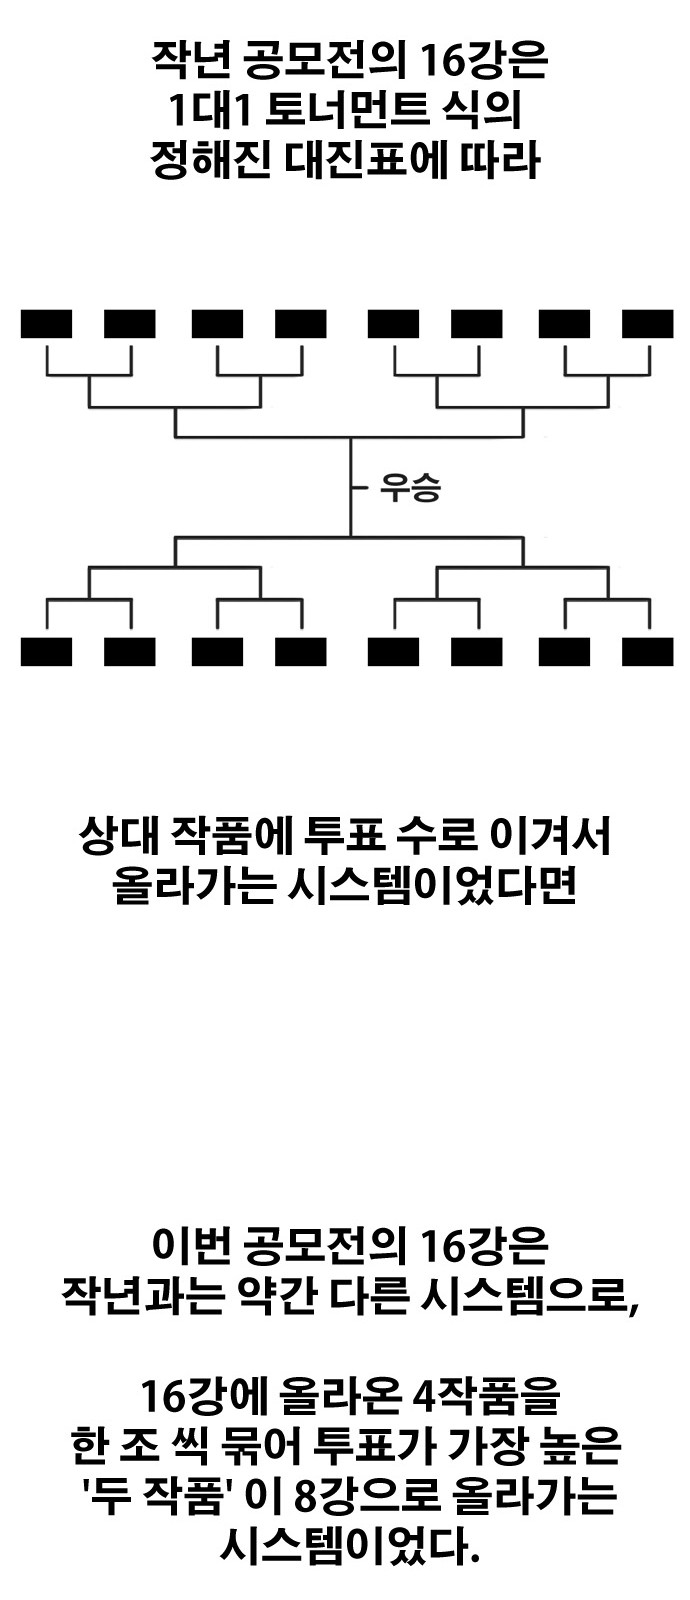 작년 공모전의 16강은
1대1 토너먼트 식의
정해진 대진표에 따라
우승
상대 작품에 투표 수로 이겨서
올라가는 시스템이었다면
이번 공모전의 16강은
작년과는 약간 다른 시스템으로,
16강에 올라온 4작품을
한 조 씩 묶어 투표가 가장 높은
'두 작품' 이 8강으로 올라가는
시스템이었다.